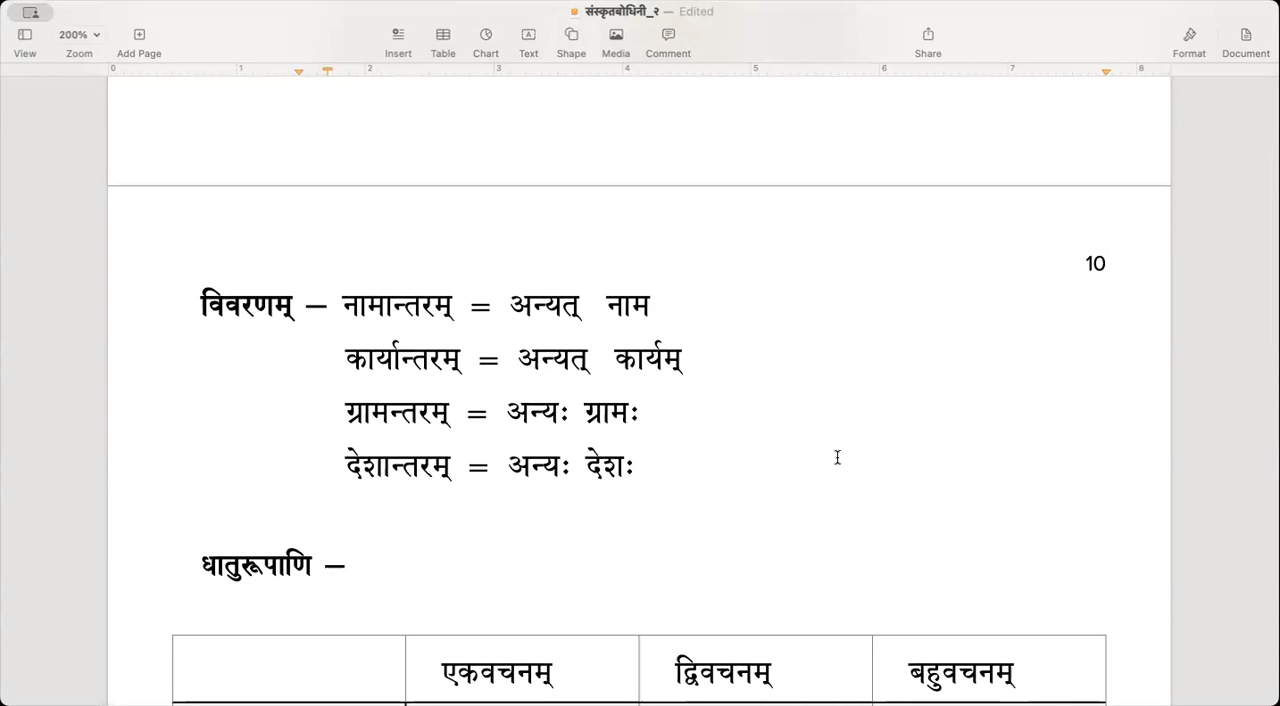 संस्कृतबोधिनी_२ — Edited
200%
View Zoom Add Page Insert Table Chart Text Shape Media Comment Share Format Document
0 1 2 3 4 5 6 7 8
10
विवरणम् – नामान्तरम् = अन्यत् नाम
कार्यान्तरम् = अन्यत् कार्यम्
ग्रामन्तरम् = अन्यः ग्रामः
देशान्तरम् = अन्यः देशः
धातुरूपाणि –
एकवचनम् द्विवचनम् बहुवचनम्